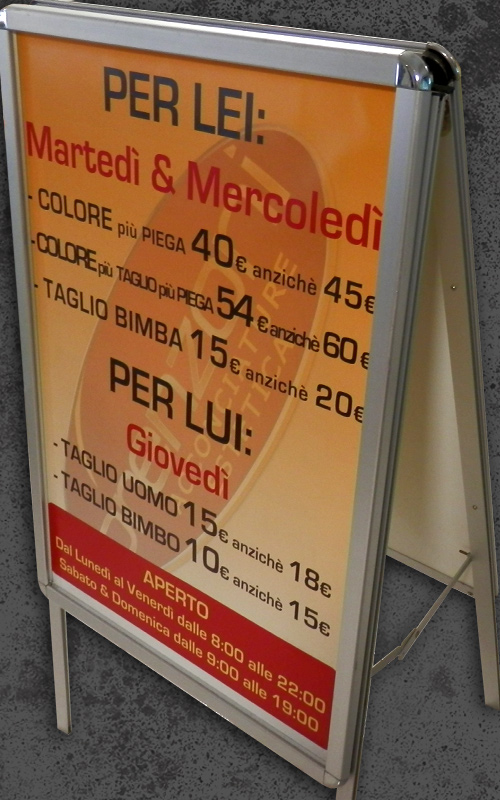 PER LEI:
Martedì & Mercoledì
- COLORE più PIEGA 40€ anzichè 45€
- COLORE più TAGLIO più PIEGA 54€ anzichè 60€
- TAGLIO BIMBA 15€ anzichè 20€
PER LUI:
Giovedì
- TAGLIO UOMO 15€ anzichè 18€
- TAGLIO BIMBO 10€ anzichè 15€
APERTO
Dal Lunedì al Venerdì dalle 8:00 alle 22:00
Sabato & Domenica dalle 9:00 alle 19:00